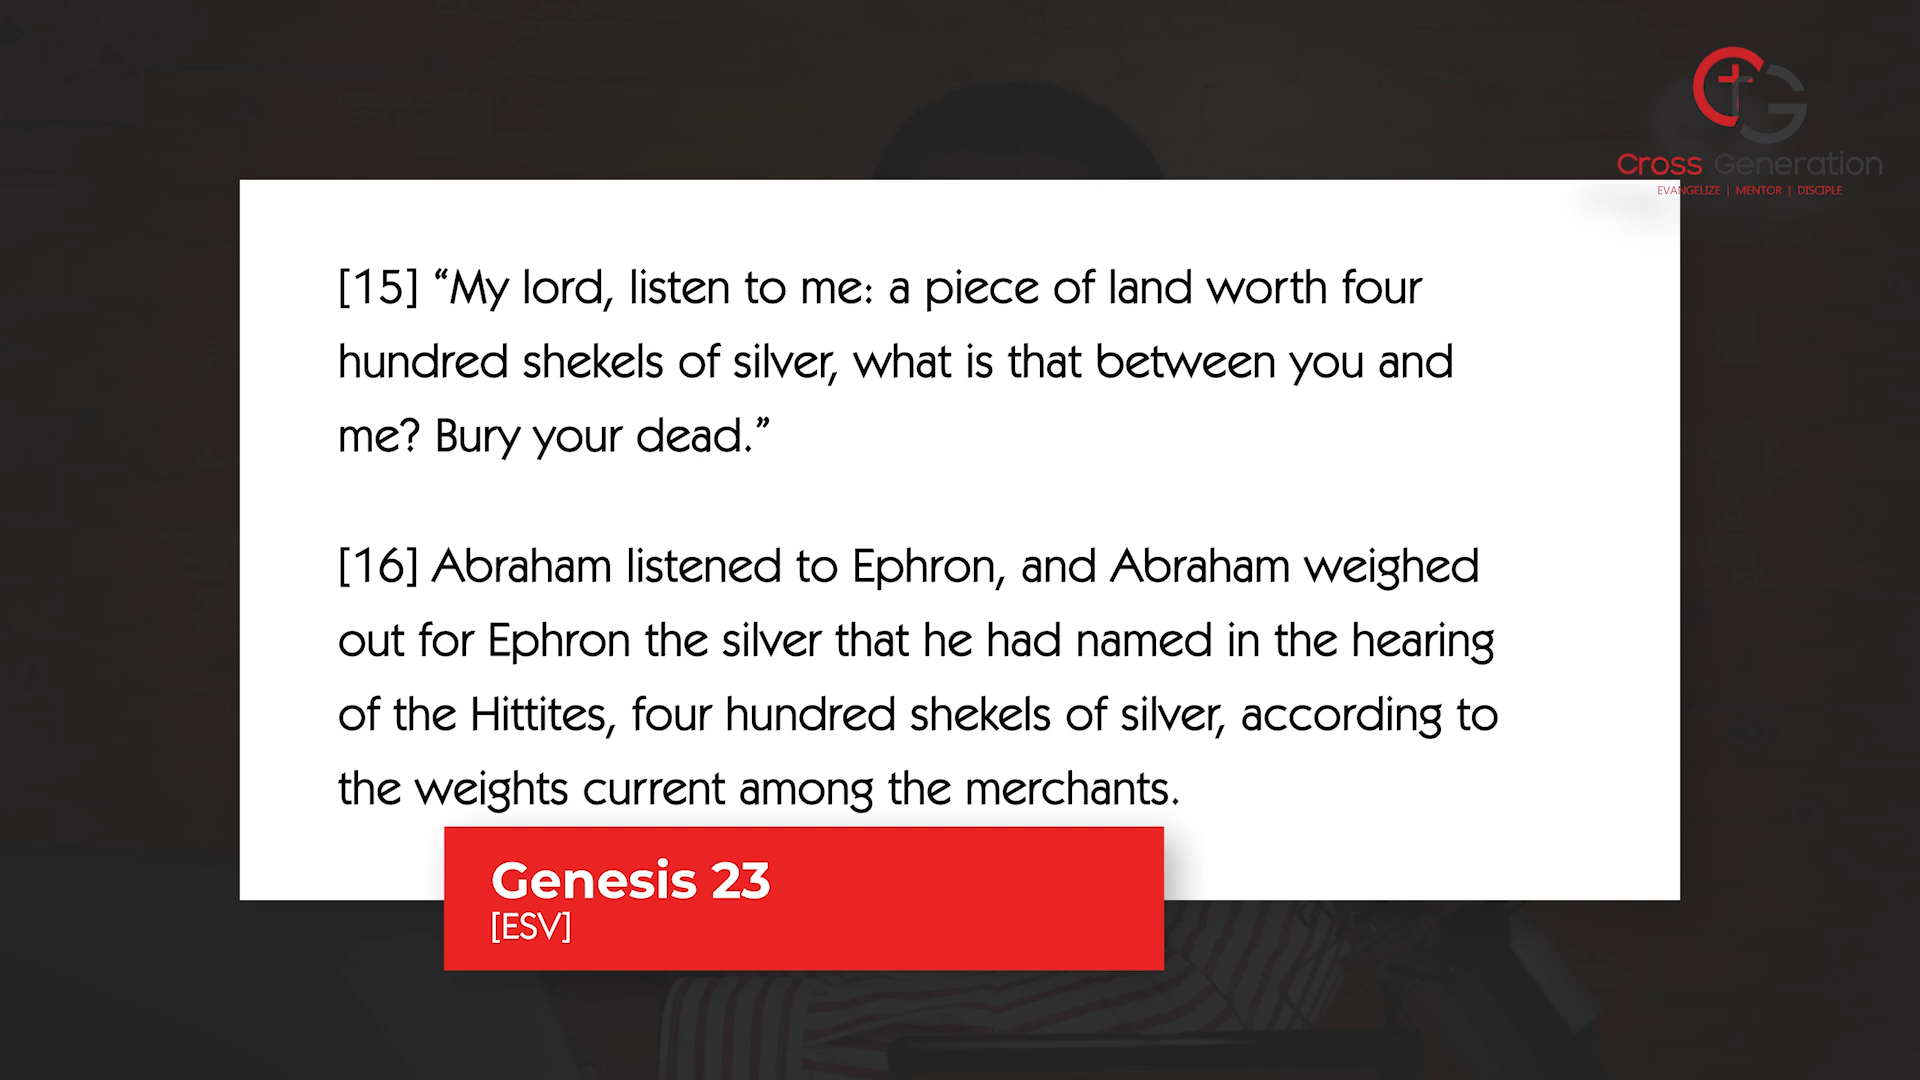 Cross Generation
EVANGELIZE | MENTOR | DISCIPLE
[15] “My lord, listen to me: a piece of land worth four
hundred shekels of silver, what is that between you and
me? Bury your dead.”
[16] Abraham listened to Ephron, and Abraham weighed
out for Ephron the silver that he had named in the hearing
of the Hittites, four hundred shekels of silver, according to
the weights current among the merchants.
Genesis 23
[ESV]